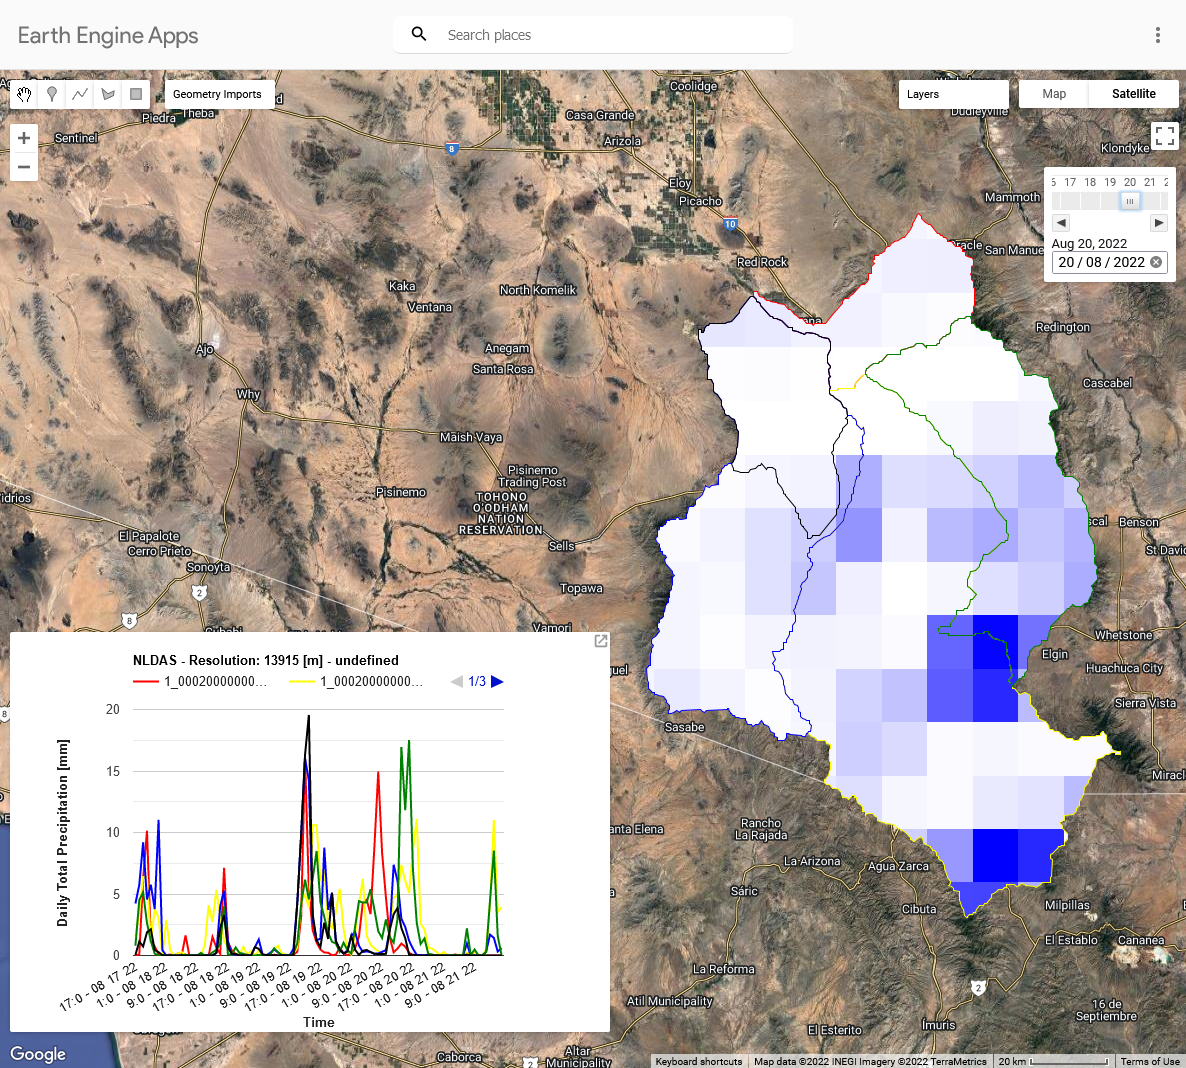 Earth Engine Apps
Search places
Geometry Imports
Layers
Map
Satellite
Coolidge
Theba
Piedra
Sentinel
Casa Grande
Arizola
8
Dudleyville
Klondyke
Eloy
Picacho
Mammoth
17 18 19 20 21
Aug 20, 2022
20 / 08 / 2022
10
Red Rock
San Manue
Kaka
Ventana
North Komelik
Redington
Ajo
Anegam
Santa Rosa
Cascabel
Why
Maish Vaya
Pisinemo
Trading Post
Pisinemo
TOHONO
O'ODHAM
NATION
RESERVATION
Benson
El Papalote
Cerro Prieto
Sells
St David
Sonoyta
2
Topawa
8
Vamori
Whetstone
Elgin
Huachuca City
Sierra Vista
Sasabe
8
Miracl
NLDAS - Resolution: 13915 [m] - undefined
1_00020000000...
1_00020000000...
1/3
20
15
10
5
0
Daily Total Precipitation [mm]
17:0 - 08 17 22
1:0 - 08 18 22
9:0 - 08 18 22
17:0 - 08 18 22
1:0 - 08 19 22
9:0 - 08 19 22
17:0 - 08 19 22
1:0 - 08 20 22
9:0 - 08 20 22
17:0 - 08 20 22
1:0 - 08 21 22
9:0 - 08 21 22
Time
Rancho
La Rajada
anta Elena
La Arizona
Agua Zarca
Sáric
Cibuta
Milpillas
El Establo
Cananea
La Reforma
2
Atil Municipality
16 de
Septiembre
El Esterito
Ímuris
Caborca
Altar
Municipality
2
Google
Keyboard shortcuts
Map data ©2022 INEGI Imagery ©2022 TerraMetrics
20 km
Terms of Use